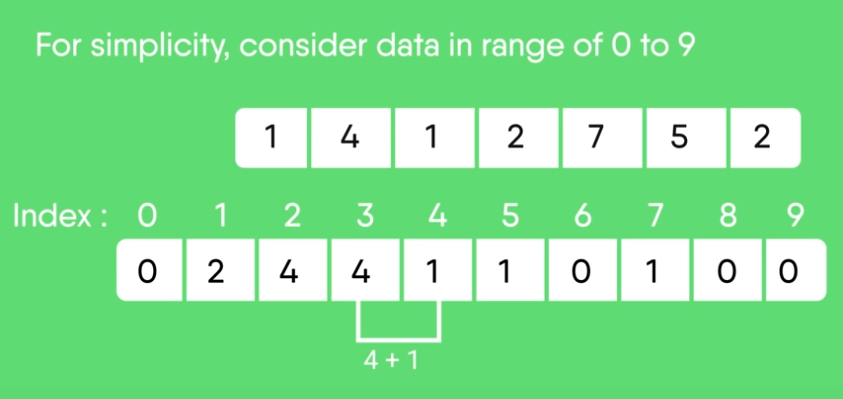 For simplicity, consider data in range of 0 to 9
1 4 1 2 7 5 2
Index : 0 1 2 3 4 5 6 7 8 9
0 2 4 4 1 1 0 1 0 0
4 + 1